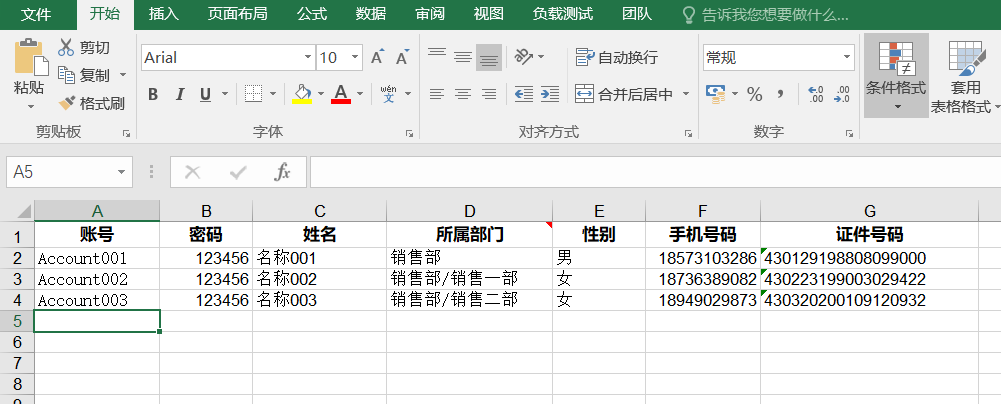 文件 开始 插入 页面布局 公式 数据 审阅 视图 负载测试 团队 告诉我您想要做什么...
粘贴 剪切 复制 格式刷
Arial 10 A A
B I U A wén 文
自动换行
合并后居中
常规
% , .0 .00 .00 .0
条件格式 套用 表格格式
剪贴板 字体 对齐方式 数字
A5 fx
A B C D E F G
1 账号 密码 姓名 所属部门 性别 手机号码 证件号码
2 Account001 123456 名称001 销售部 男 18573103286 430129198808099000
3 Account002 123456 名称002 销售部/销售一部 女 18736389082 430223199003029422
4 Account003 123456 名称003 销售部/销售二部 女 18949029873 430320200109120932
5
6
7
8